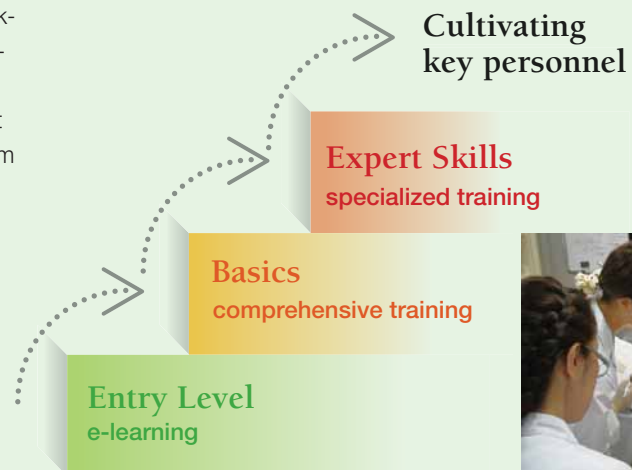 Cultivating
key personnel
Expert Skills
specialized training
Basics
comprehensive training
Entry Level
e-learning